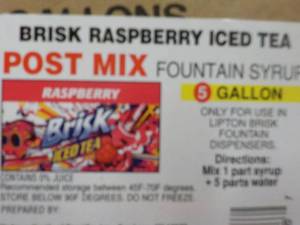 GALLONS
BRISK RASPBERRY ICED TEA
POST MIX FOUNTAIN SYRUP
RASPBERRY
BRISK
ICED TEA
5 GALLON
ONLY FOR USE IN
LIPTON BRISK
FOUNTAIN
DISPENSERS.
Directions:
Mix 1 part syrup
+ 5 parts water
CONTAINS 0% JUICE
Recommended storage between 45F-70F degrees.
STORE BELOW 90F DEGREES. DO NOT FREEZE.
PREPARED BY: